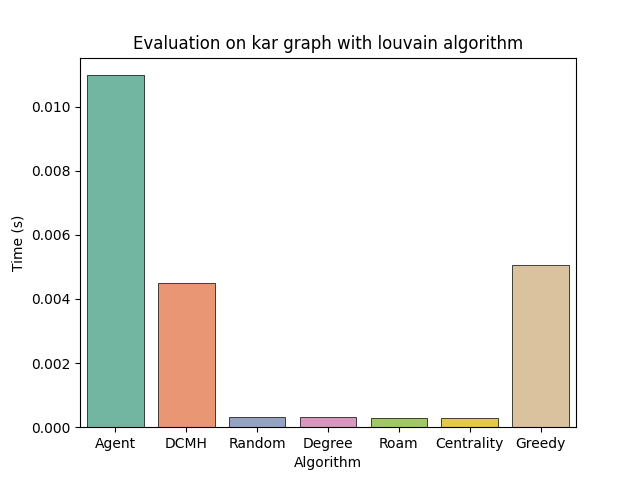 Evaluation on kar graph with louvain algorithm
Time (s)
0.010
0.008
0.006
0.004
0.002
0.000
Agent DCMH Random Degree Roam Centrality Greedy
Algorithm